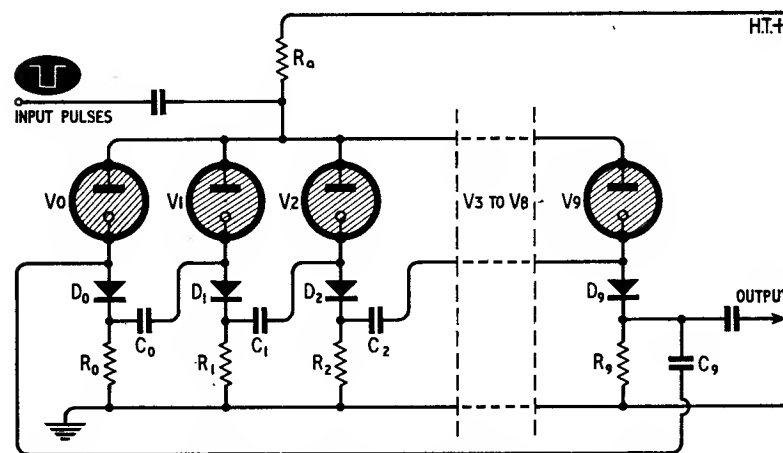 H.T.+
Ra
INPUT PULSES
V0 V1 V2 V3 TO V8 V9
D0 D1 D2 D9 OUTPUT
C0 C1 C2
R0 R1 R2 R9 C9